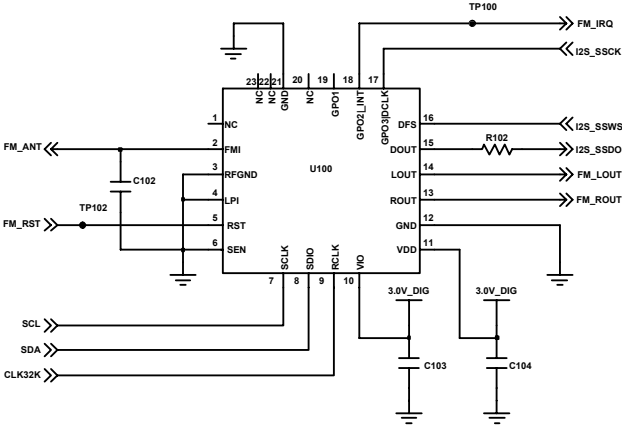 TP100
FM_IRQ
I2S_SSCK
23 22 21 20 19 18 17
NC NC GND NC GPO1 GPO2|_INT GPO3|DCLK
1 NC
DFS 16 I2S_SSWS
R102
FM_ANT 2 FMI
DOUT 15 I2S_SSDO
U100
3 RFGND
LOUT 14 FM_LOUT
C102
4 LPI
ROUT 13 FM_ROUT
TP102
FM_RST 5 RST
GND 12
6 SEN
VDD 11
SCLK SDIO RCLK VIO
7 8 9 10
3.0V_DIG 3.0V_DIG
SCL
SDA
C103 C104
CLK32K